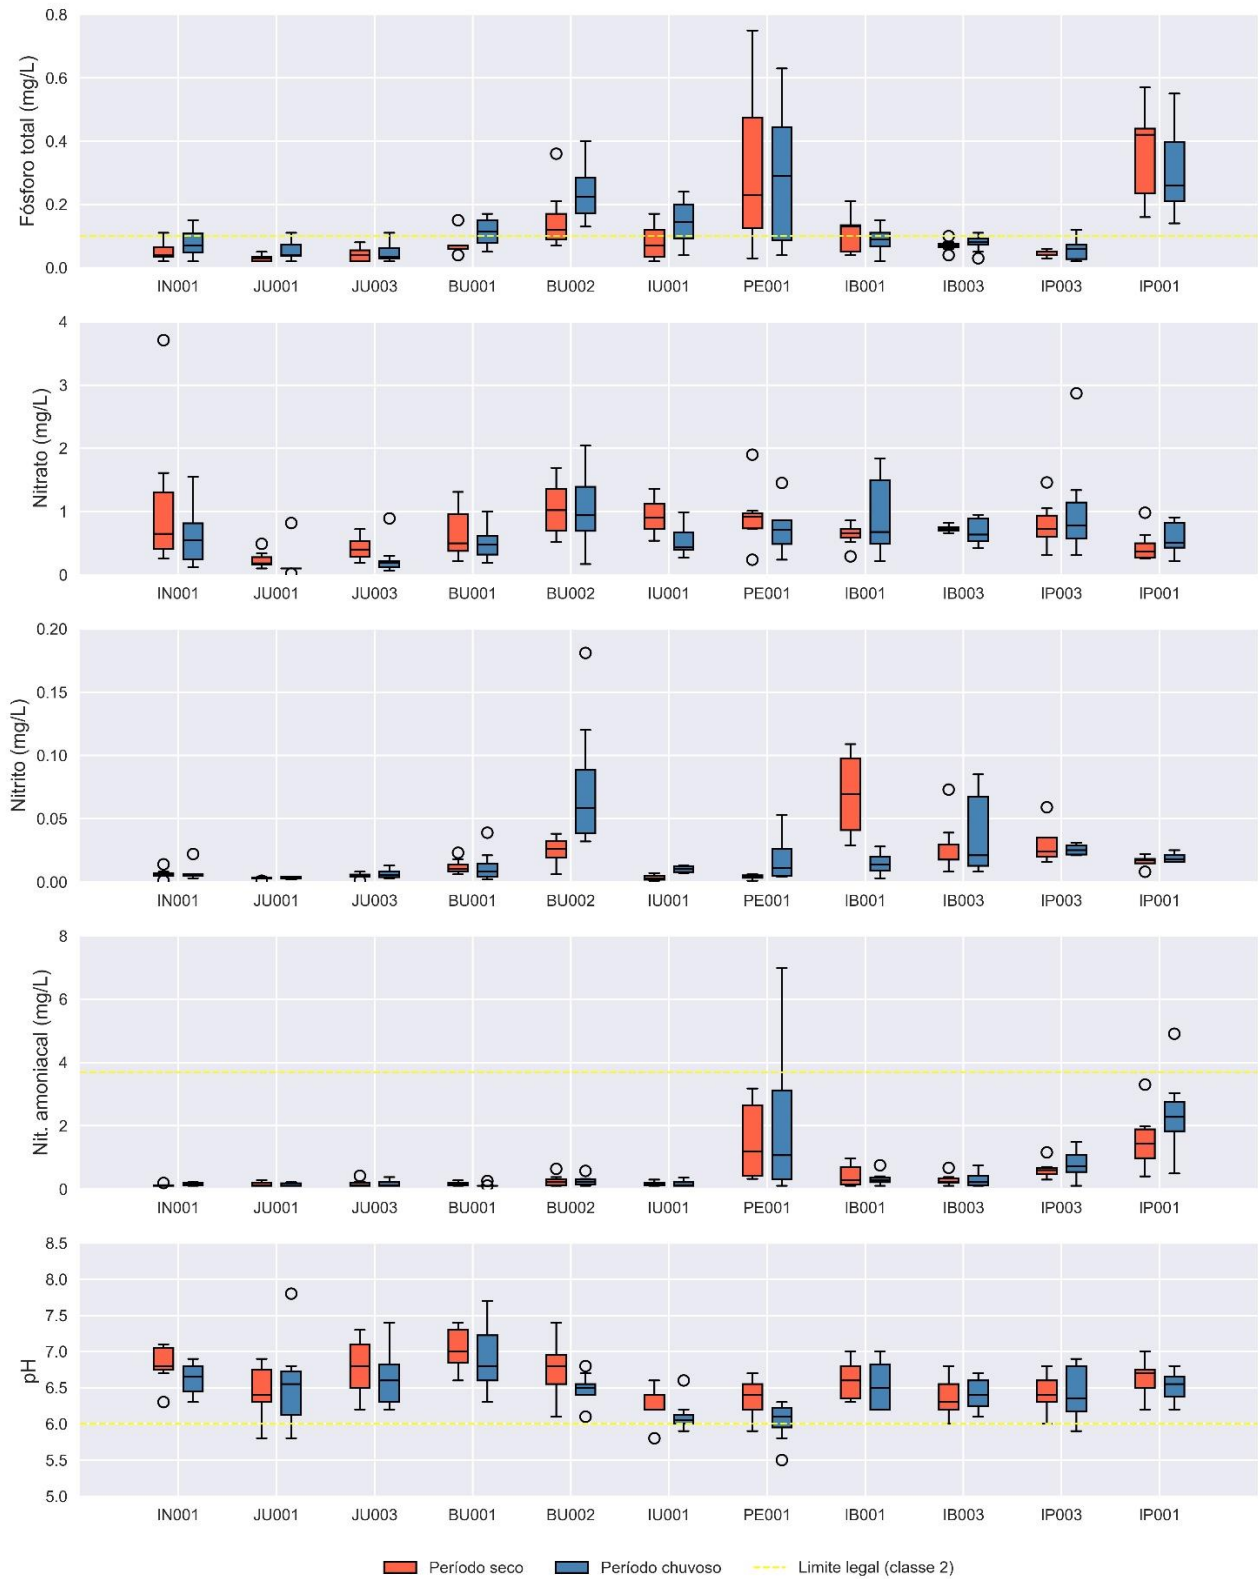 Fósforo total (mg/L)
0.8
0.6
0.4
0.2
0.0
IN001 JU001 JU003 BU001 BU002 IU001 PE001 IB001 IB003 IP003 IP001
Nitrato (mg/L)
4
3
2
1
0
IN001 JU001 JU003 BU001 BU002 IU001 PE001 IB001 IB003 IP003 IP001
Nitrito (mg/L)
0.20
0.15
0.10
0.05
0.00
IN001 JU001 JU003 BU001 BU002 IU001 PE001 IB001 IB003 IP003 IP001
Nit. amoniacal (mg/L)
8
6
4
2
0
IN001 JU001 JU003 BU001 BU002 IU001 PE001 IB001 IB003 IP003 IP001
pH
8.5
8.0
7.5
7.0
6.5
6.0
5.5
5.0
IN001 JU001 JU003 BU001 BU002 IU001 PE001 IB001 IB003 IP003 IP001
Período seco Período chuvoso Limite legal (classe 2)